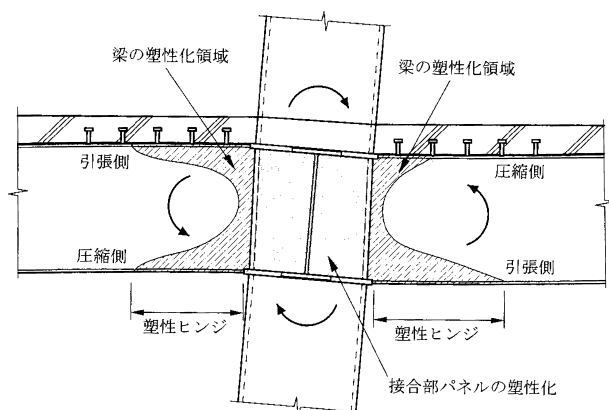 梁の塑性化領域
梁の塑性化領域
引張側
圧縮側
圧縮側
引張側
塑性ヒンジ
塑性ヒンジ
接合部パネルの塑性化